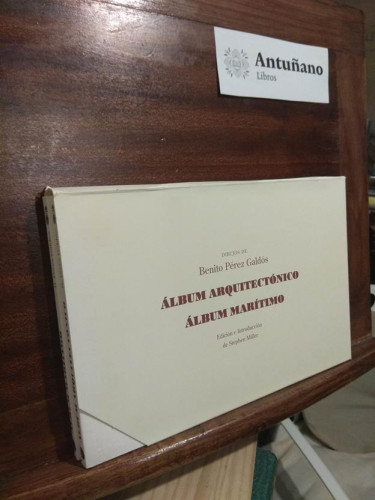 Antuñano
Libros
DIBUJOS DE
Benito Pérez Galdós
ÁLBUM ARQUITECTÓNICO
ÁLBUM MARÍTIMO
Edición e Introducción
de Stephen Miller